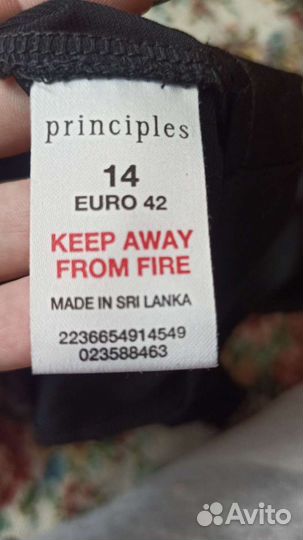 principles
14
EURO 42
KEEP AWAY
FROM FIRE
MADE IN SRI LANKA
2236654914549
023588463
Avito